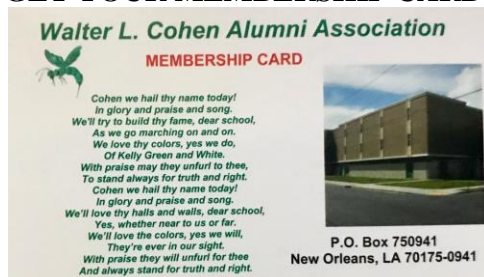 GET YOUR MEMBERSHIP CARD
Walter L. Cohen Alumni Association
MEMBERSHIP CARD
Cohen we hail thy name today!
In glory and praise and song.
We'll try to build thy fame, dear school,
As we go marching on and on.
We love thy colors, yes we do,
Of Kelly Green and White.
With praise may they unfurl to thee,
To stand always for truth and right.
Cohen we hail thy name today!
In glory and praise and song.
We'll love thy halls and walls, dear school,
Yes, whether near to us or far.
We'll love the colors, yes we will,
They're ever in our sight.
With praise they will unfurl for thee
And always stand for truth and right.
P.O. Box 750941
New Orleans, LA 70175-0941